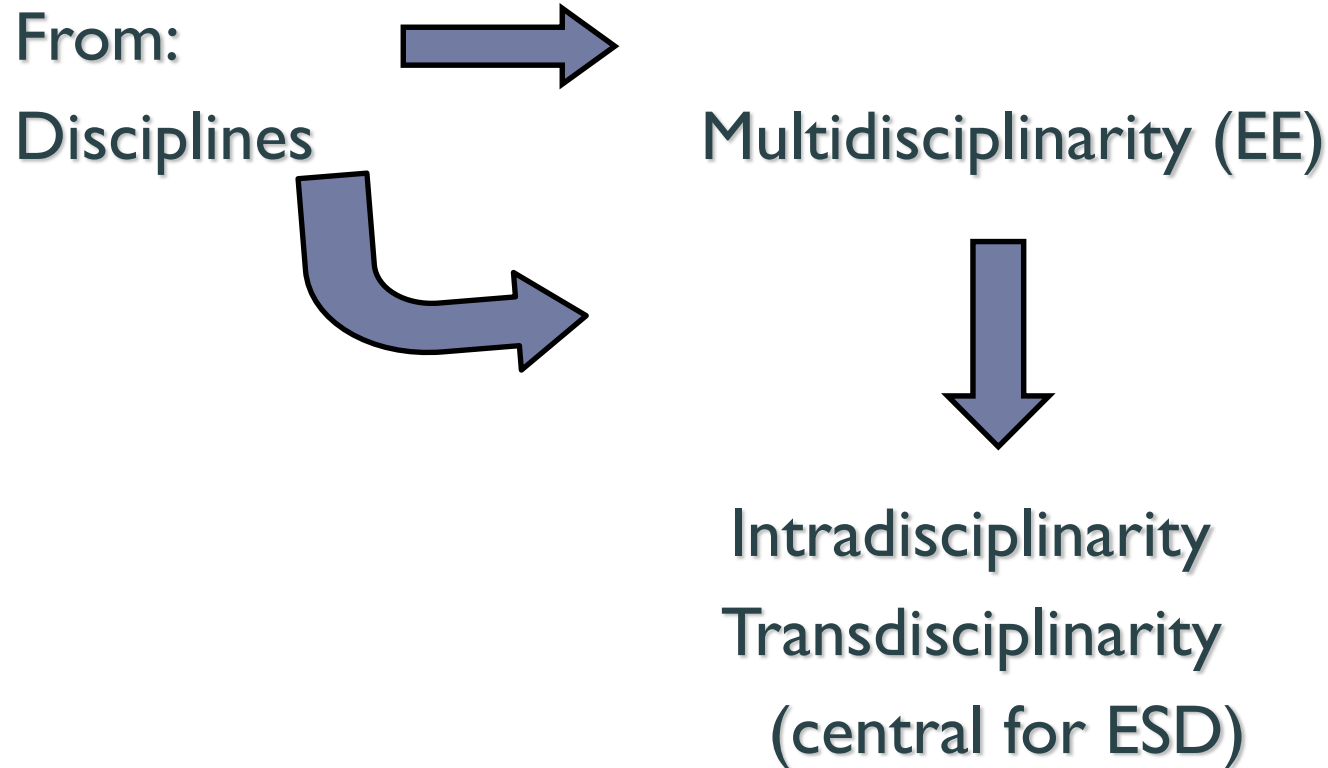 From:
Disciplines
Multidisciplinarity (EE)
Intradisciplinarity
Transdisciplinarity
(central for ESD)